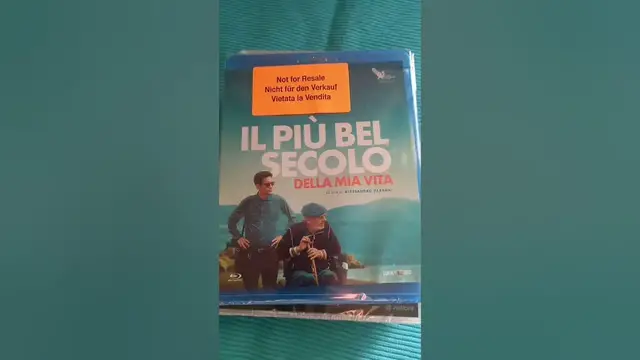 Not for Resale
Nicht für den Verkauf
Vietata la Vendita
IL PIÙ BEL
SECOLO
DELLA MIA VITA